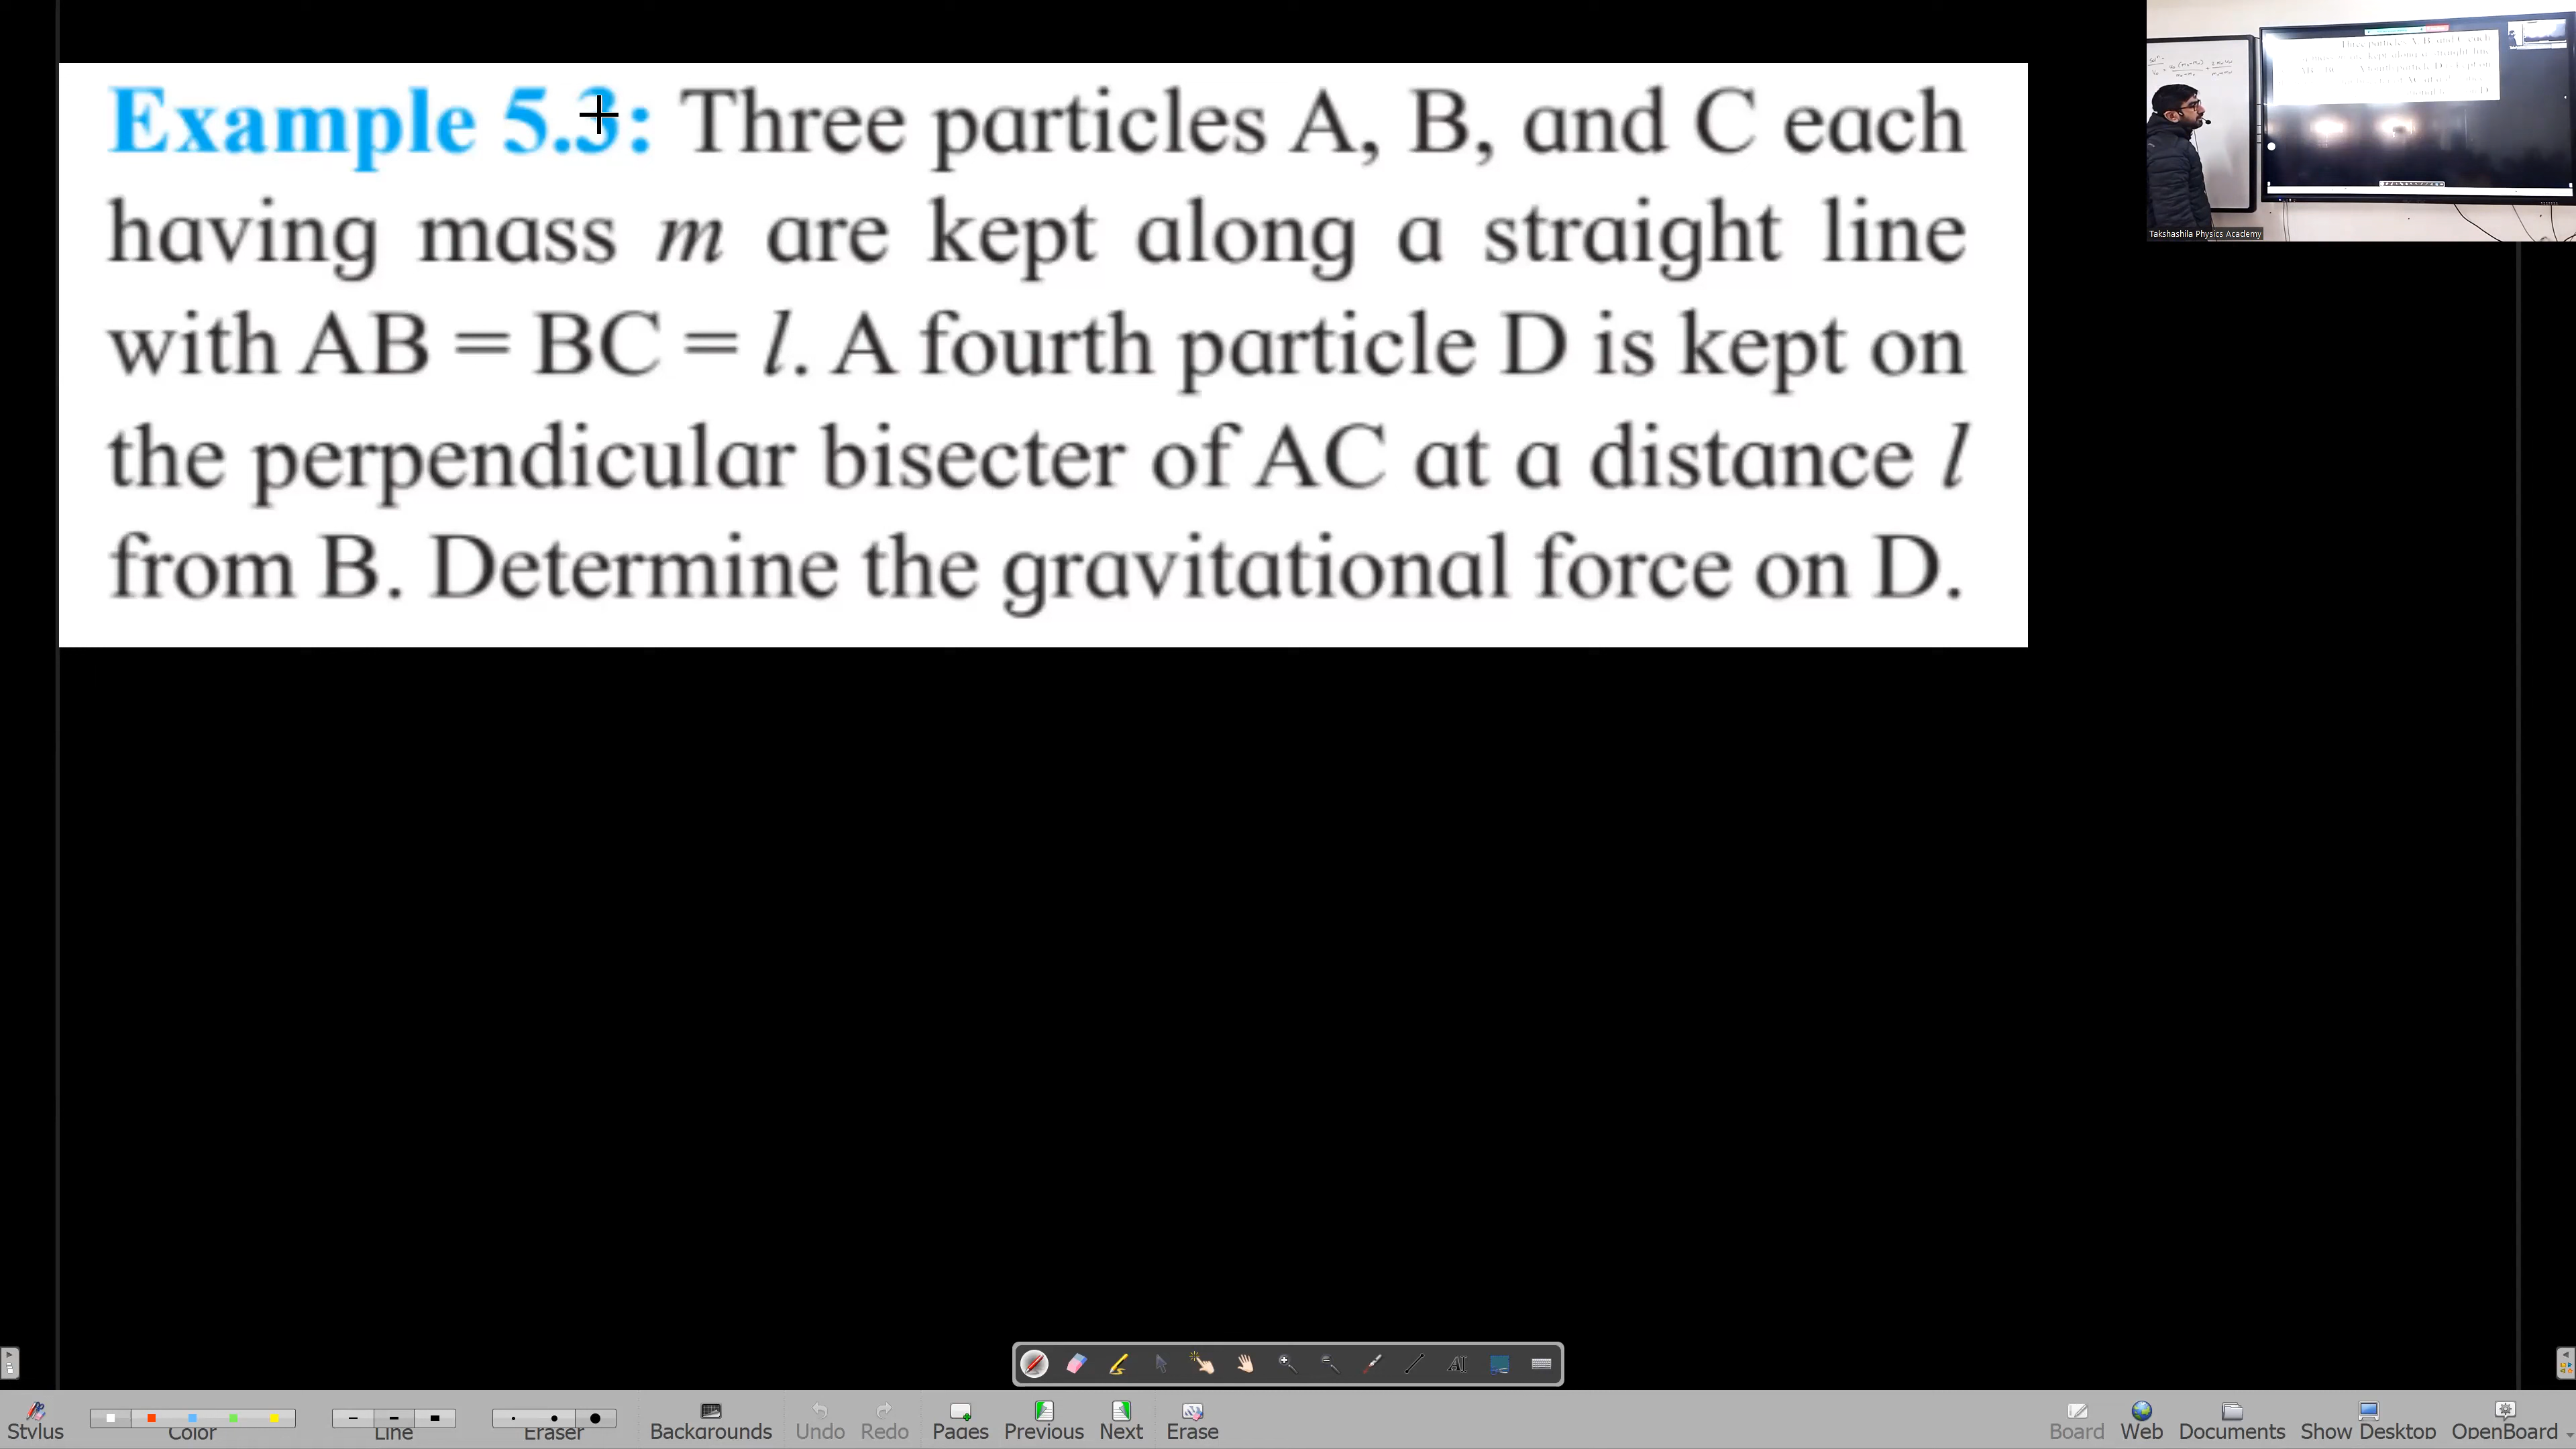 Example 5.3: Three particles A, B, and C each
having mass m are kept along a straight line
with AB = BC = l. A fourth particle D is kept on
the perpendicular bisecter of AC at a distance l
from B. Determine the gravitational force on D.
Takshashila Physics Academy
Stylus
Color
Line
Eraser
Backgrounds
Undo
Redo
Pages
Previous
Next
Erase
Board
Web
Documents
Show Desktop
OpenBoard